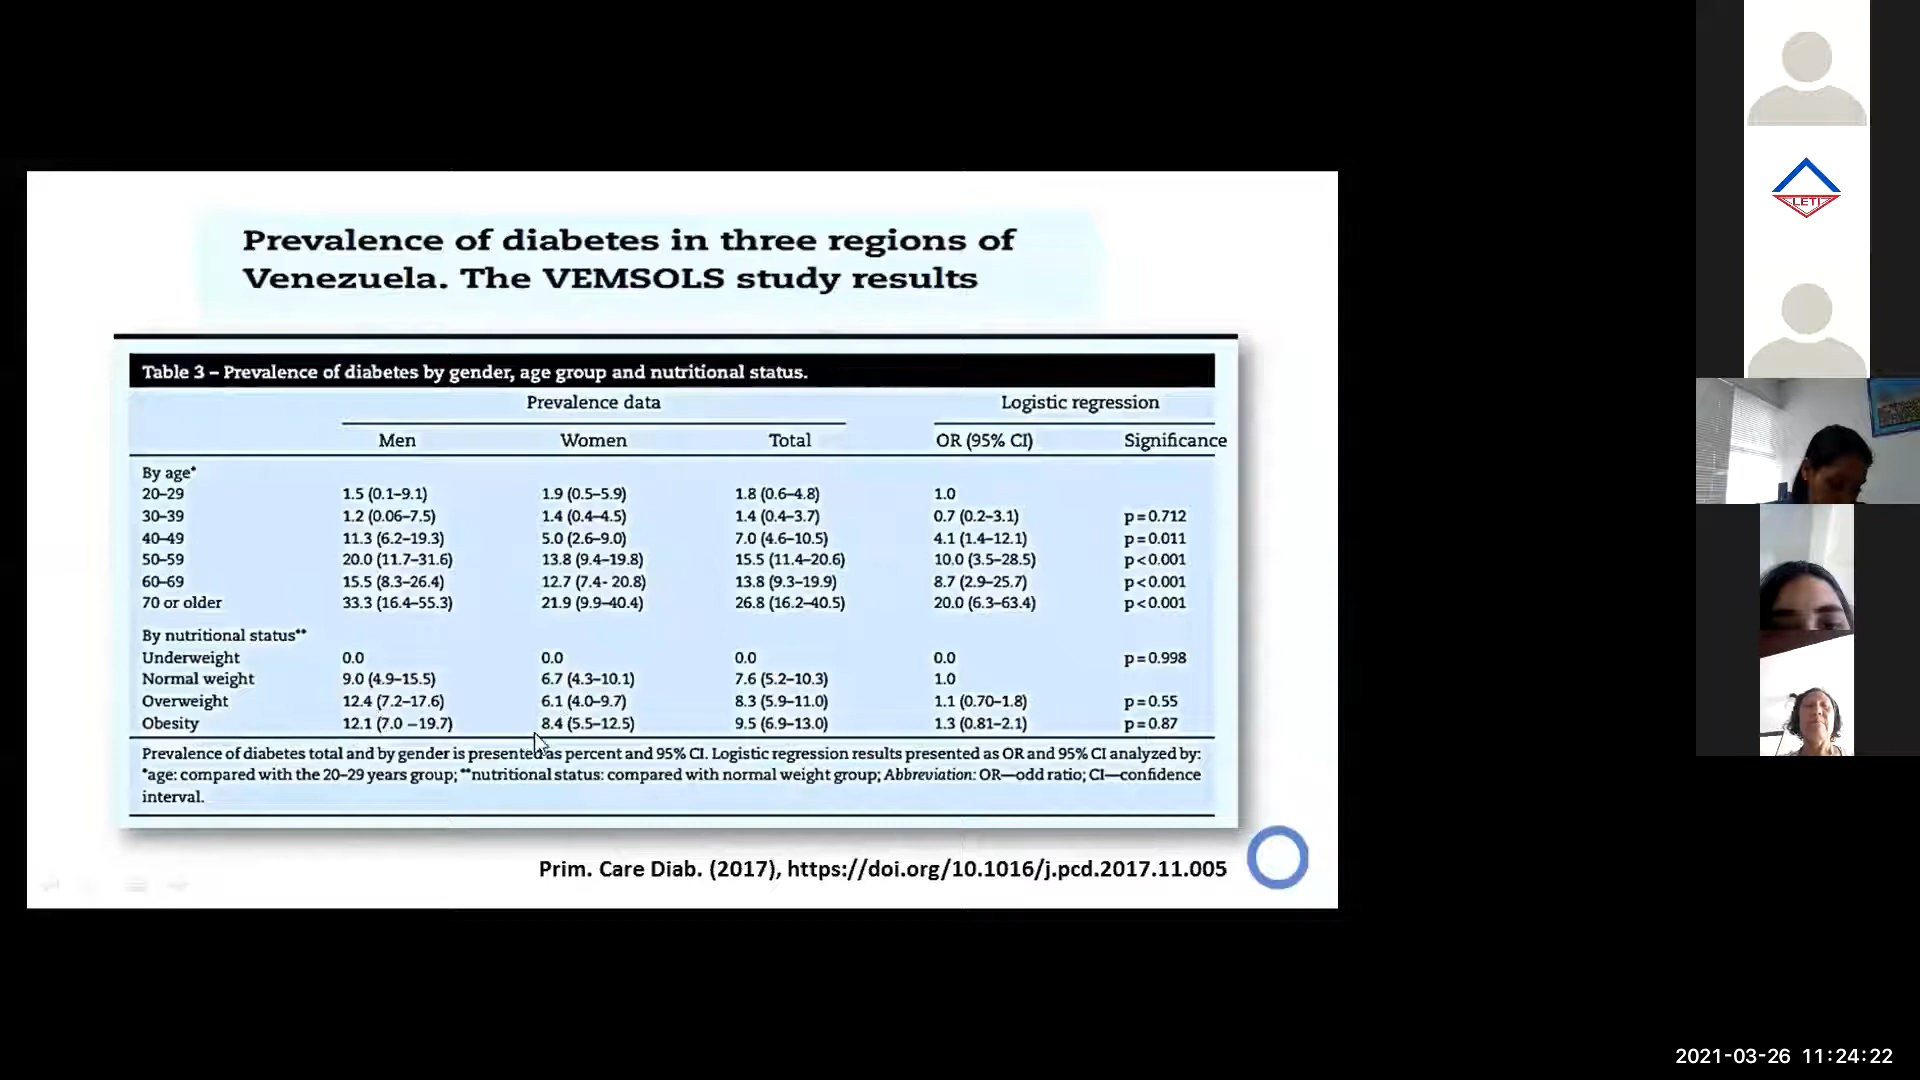 Prevalence of diabetes in three regions of
Venezuela. The VEMSOLS study results
Table 3 – Prevalence of diabetes by gender, age group and nutritional status.
Prevalence data Logistic regression
Men Women Total OR (95% CI) Significance
By age*
20–29 1.5 (0.1–9.1) 1.9 (0.5–5.9) 1.8 (0.6–4.8) 1.0
30–39 1.2 (0.06–7.5) 1.4 (0.4–4.5) 1.4 (0.4–3.7) 0.7 (0.2–3.1) p=0.712
40–49 11.3 (6.2–19.3) 5.0 (2.6–9.0) 7.0 (4.6–10.5) 4.1 (1.4–12.1) p=0.011
50–59 20.0 (11.7–31.6) 13.8 (9.4–19.8) 15.5 (11.4–20.6) 10.0 (3.5–28.5) p<0.001
60–69 15.5 (8.3–26.4) 12.7 (7.4- 20.8) 13.8 (9.3–19.9) 8.7 (2.9–25.7) p<0.001
70 or older 33.3 (16.4–55.3) 21.9 (9.9–40.4) 26.8 (16.2–40.5) 20.0 (6.3–63.4) p<0.001
By nutritional status**
Underweight 0.0 0.0 0.0 0.0 p=0.998
Normal weight 9.0 (4.9–15.5) 6.7 (4.3–10.1) 7.6 (5.2–10.3) 1.0
Overweight 12.4 (7.2–17.6) 6.1 (4.0–9.7) 8.3 (5.9–11.0) 1.1 (0.70–1.8) p=0.55
Obesity 12.1 (7.0 –19.7) 8.4 (5.5–12.5) 9.5 (6.9–13.0) 1.3 (0.81–2.1) p=0.87
Prevalence of diabetes total and by gender is presented as percent and 95% CI. Logistic regression results presented as OR and 95% CI analyzed by:
*age: compared with the 20–29 years group; **nutritional status: compared with normal weight group; Abbreviation: OR—odd ratio; CI—confidence
interval.
Prim. Care Diab. (2017), https://doi.org/10.1016/j.pcd.2017.11.005
LETI
2021-03-26 11:24:22